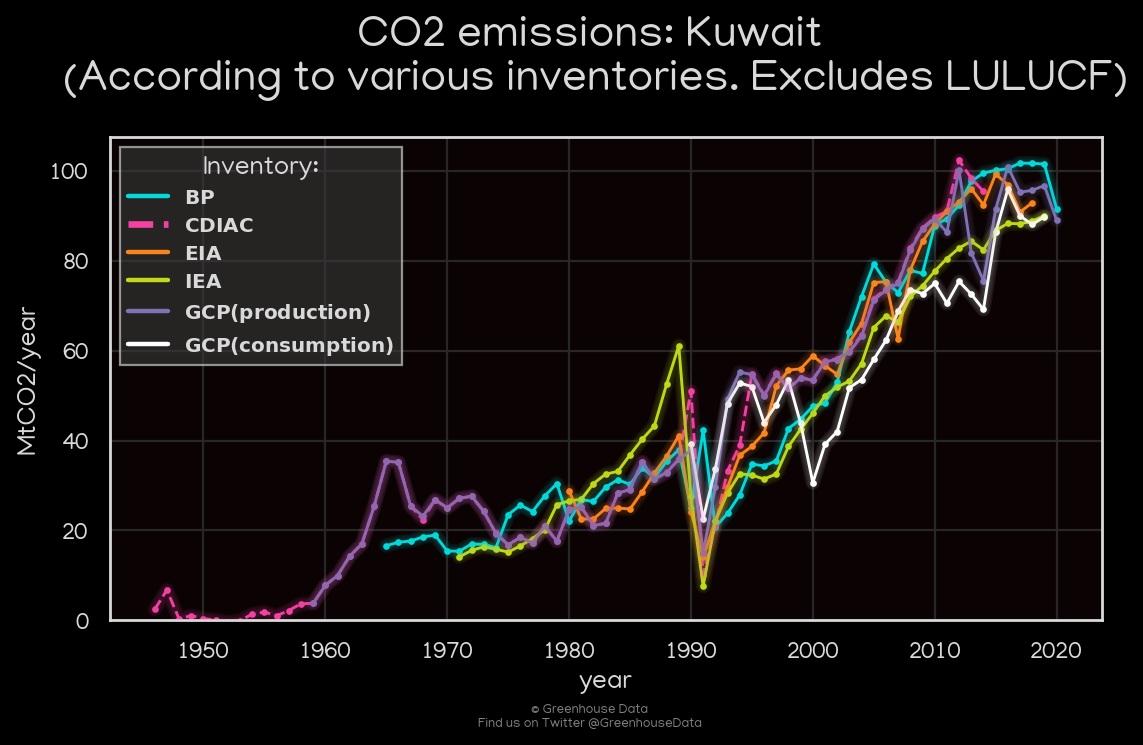 CO2 emissions: Kuwait
(According to various inventories. Excludes LULUCF)
Inventory:
BP
CDIAC
EIA
IEA
GCP(production)
GCP(consumption)
MtCO2/year
100
80
60
40
20
0
1950 1960 1970 1980 1990 2000 2010 2020
year
© Greenhouse Data
Find us on Twitter @GreenhouseData